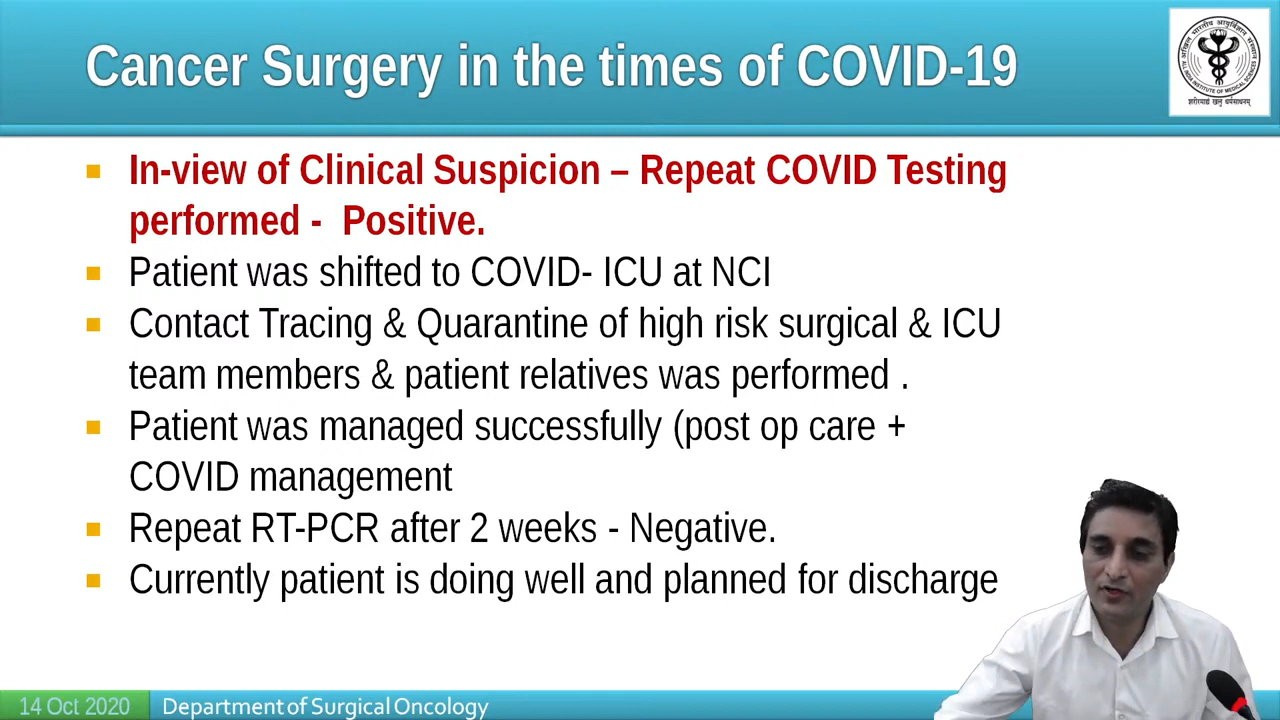 Cancer Surgery in the times of COVID-19
In-view of Clinical Suspicion – Repeat COVID Testing
performed - Positive.
Patient was shifted to COVID- ICU at NCI
Contact Tracing & Quarantine of high risk surgical & ICU
team members & patient relatives was performed .
Patient was managed successfully (post op care +
COVID management
Repeat RT-PCR after 2 weeks - Negative.
Currently patient is doing well and planned for discharge
14 Oct 2020
Department of Surgical Oncology